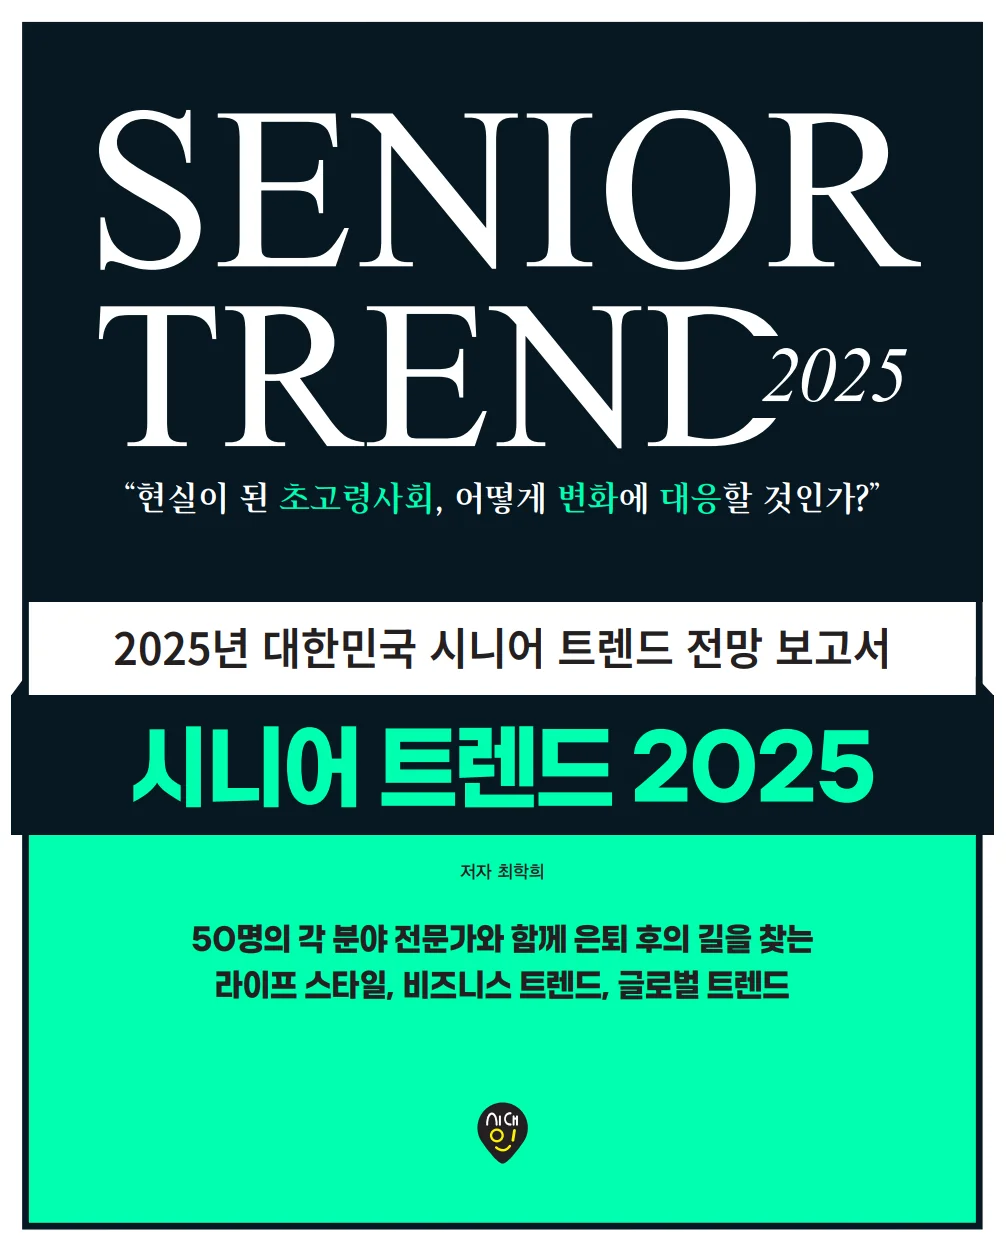 SENIOR
TREND
2025
“현실이 된 초고령사회, 어떻게 변화에 대응할 것인가?”
2025년 대한민국 시니어 트렌드 전망 보고서
시니어 트렌드 2025
저자 최학희
50명의 각 분야 전문가와 함께 은퇴 후의 길을 찾는
라이프 스타일, 비즈니스 트렌드, 글로벌 트렌드